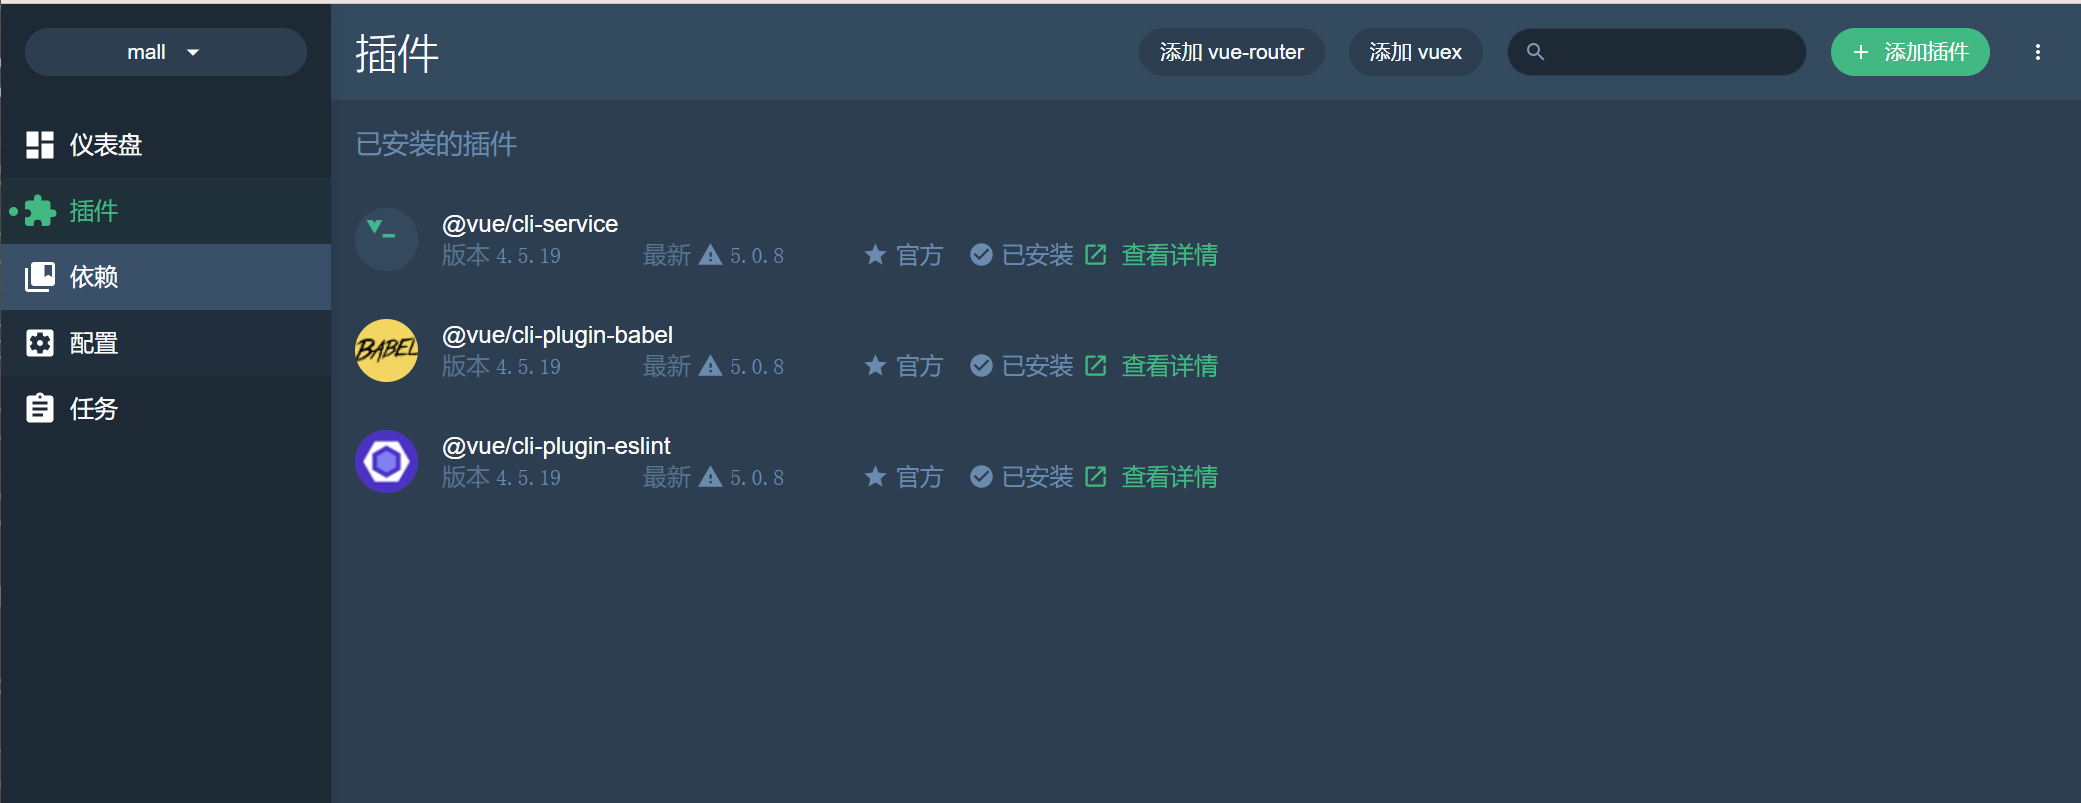 mall
仪表盘
插件
依赖
配置
任务
插件
添加 vue-router
添加 vuex
添加插件
已安装的插件
@vue/cli-service
版本 4.5.19 最新 5.0.8 官方 已安装 查看详情
BABEL
@vue/cli-plugin-babel
版本 4.5.19 最新 5.0.8 官方 已安装 查看详情
@vue/cli-plugin-eslint
版本 4.5.19 最新 5.0.8 官方 已安装 查看详情